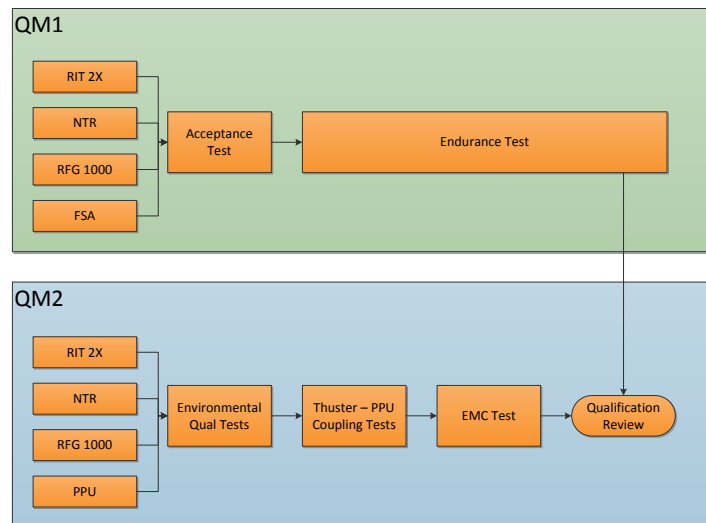 QM1
RIT 2X
NTR
RFG 1000
FSA
Acceptance
Test
Endurance Test
QM2
RIT 2X
NTR
RFG 1000
PPU
Environmental
Qual Tests
Thuster – PPU
Coupling Tests
EMC Test
Qualification
Review